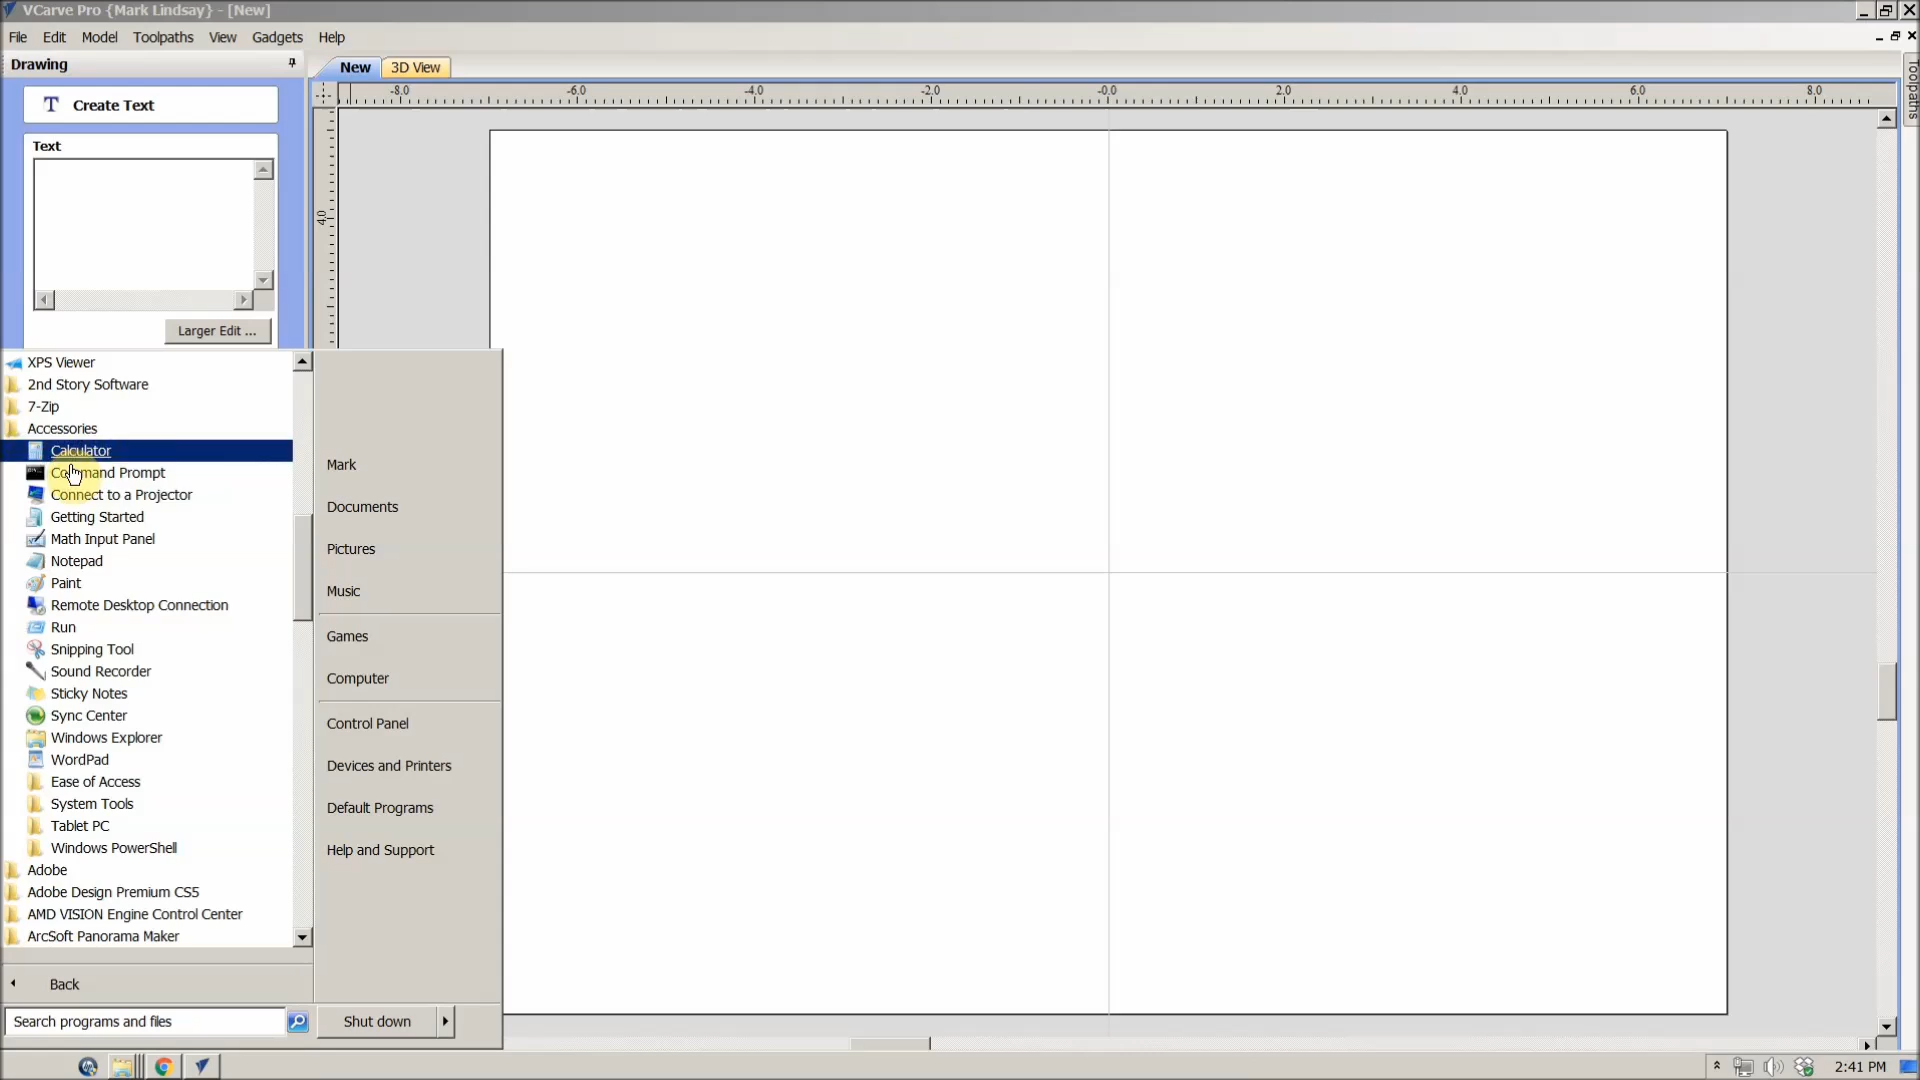 VCarve Pro {Mark Lindsay} - [New]
File Edit Model Toolpaths View Gadgets Help
Drawing
New 3D View
Toolpaths
T Create Text
-8.0 -6.0 -4.0 -2.0 -0.0 2.0 4.0 6.0 8.0
Text
4.0
Larger Edit ...
XPS Viewer
2nd Story Software
7-Zip
Accessories
Calculator
Command Prompt
Connect to a Projector
Getting Started
Math Input Panel
Notepad
Paint
Remote Desktop Connection
Run
Snipping Tool
Sound Recorder
Sticky Notes
Sync Center
Windows Explorer
WordPad
Ease of Access
System Tools
Tablet PC
Windows PowerShell
Adobe
Adobe Design Premium CS5
AMD VISION Engine Control Center
ArcSoft Panorama Maker
Back
Search programs and files
Mark
Documents
Pictures
Music
Games
Computer
Control Panel
Devices and Printers
Default Programs
Help and Support
Shut down
2:41 PM